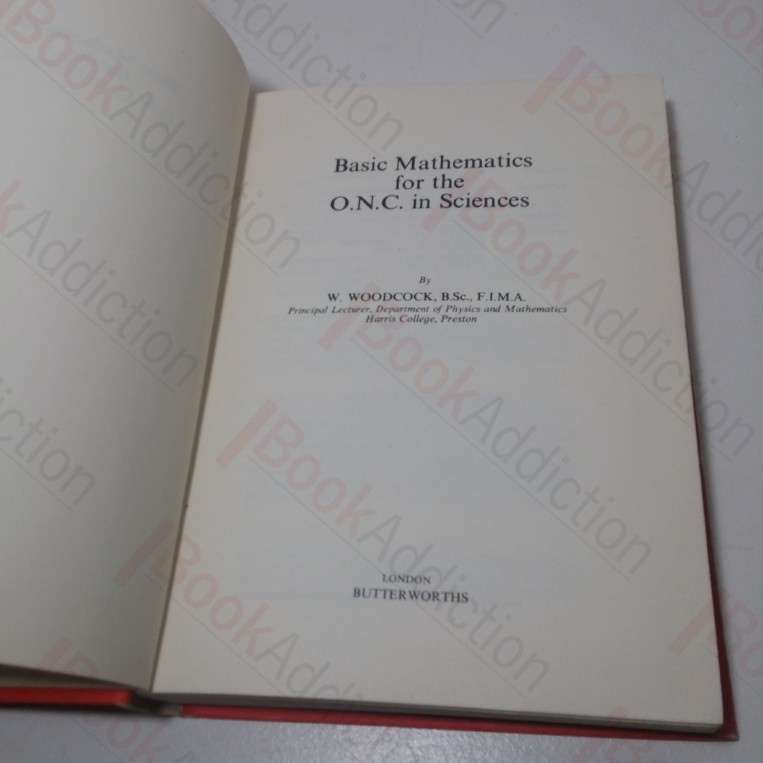 Basic Mathematics
for the
O.N.C. in Sciences
By
W. WOODCOCK, B.Sc., F.I.M.A.
Principal Lecturer, Department of Physics and Mathematics
Harris College, Preston
LONDON
BUTTERWORTHS
BookAddiction